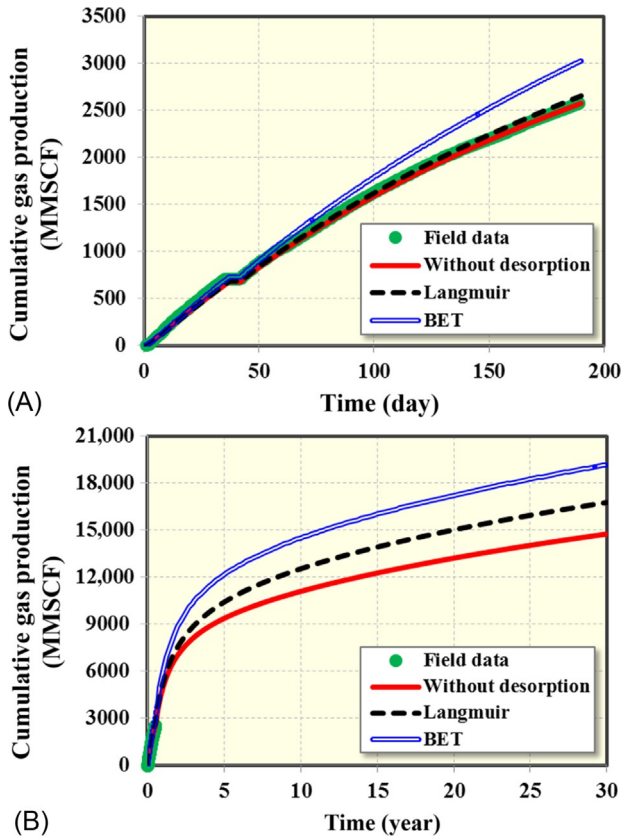 3500
3000
2500
2000
1500
1000
500
0
Cumulative gas production
(MMSCF)
Field data
Without desorption
Langmuir
BET
0 50 100 150 200
(A)
Time (day)
21,000
18,000
15,000
12,000
9000
6000
3000
0
Cumulative gas production
(MMSCF)
Field data
Without desorption
Langmuir
BET
0 5 10 15 20 25 30
(B)
Time (year)